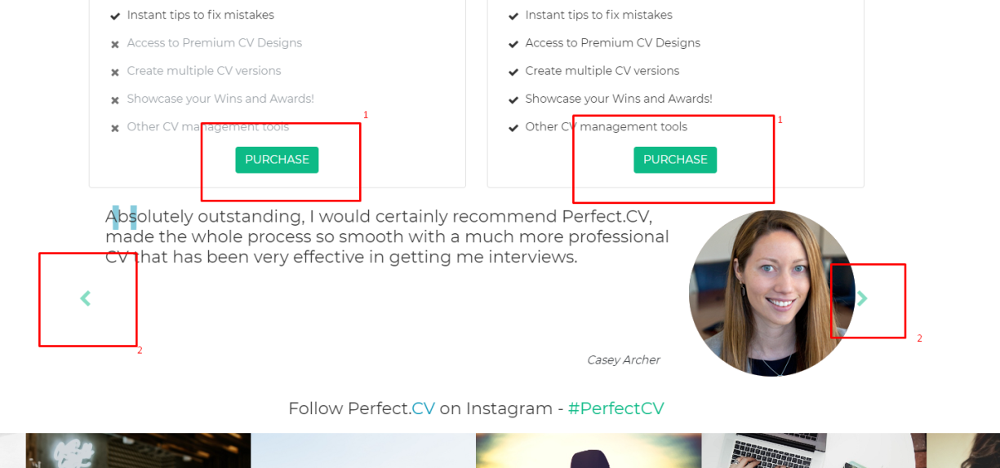 Instant tips to fix mistakes
Access to Premium CV Designs
Create multiple CV versions
Showcase your Wins and Awards!
Other CV management tools
1
PURCHASE
Instant tips to fix mistakes
Access to Premium CV Designs
Create multiple CV versions
Showcase your Wins and Awards!
Other CV management tools
1
PURCHASE
"
Absolutely outstanding, I would certainly recommend Perfect.CV,
made the whole process so smooth with a much more professional
CV that has been very effective in getting me interviews.
2
2
Casey Archer
Follow Perfect.CV on Instagram - #PerfectCV